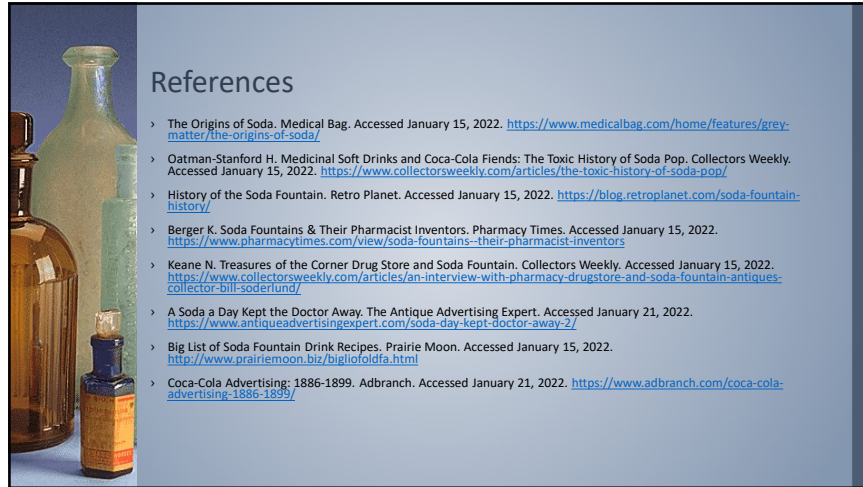 References
› The Origins of Soda. Medical Bag. Accessed January 15, 2022. https://www.medicalbag.com/home/features/grey-
matter/the-origins-of-soda/
› Oatman-Stanford H. Medicinal Soft Drinks and Coca-Cola Fiends: The Toxic History of Soda Pop. Collectors Weekly.
Accessed January 15, 2022. https://www.collectorsweekly.com/articles/the-toxic-history-of-soda-pop/
› History of the Soda Fountain. Retro Planet. Accessed January 15, 2022. https://blog.retroplanet.com/soda-fountain-
history/
› Berger K. Soda Fountains & Their Pharmacist Inventors. Pharmacy Times. Accessed January 15, 2022.
https://www.pharmacytimes.com/view/soda-fountains--their-pharmacist-inventors
› Keane N. Treasures of the Corner Drug Store and Soda Fountain. Collectors Weekly. Accessed January 15, 2022.
https://www.collectorsweekly.com/articles/an-interview-with-pharmacy-drugstore-and-soda-fountain-antiques-
collector-bill-soderlund/
› A Soda a Day Kept the Doctor Away. The Antique Advertising Expert. Accessed January 21, 2022.
https://www.antiqueadvertisingexpert.com/soda-day-kept-doctor-away-2/
› Big List of Soda Fountain Drink Recipes. Prairie Moon. Accessed January 15, 2022.
http://www.prairiemoon.biz/bigliofoldfa.html
› Coca-Cola Advertising: 1886-1899. Adbranch. Accessed January 21, 2022. https://www.adbranch.com/coca-cola-
advertising-1886-1899/